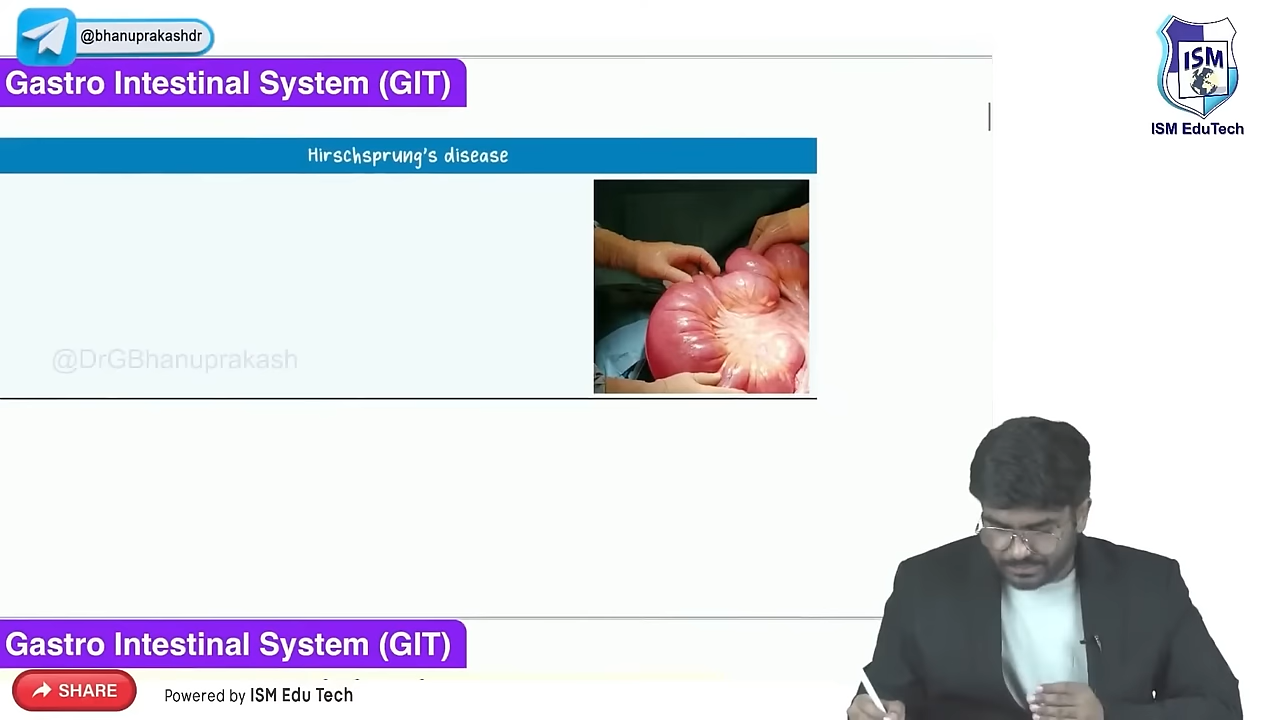 @bhanuprakashdr
ISM
ISM EduTech
Gastro Intestinal System (GIT)
Hirschsprung's disease
@DrGBhanuprakash
Gastro Intestinal System (GIT)
SHARE
Powered by ISM Edu Tech